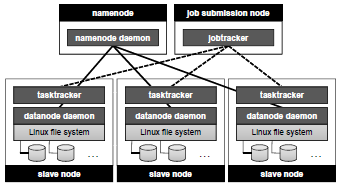 namenode
job submission node
namenode daemon
jobtracker
tasktracker
tasktracker
tasktracker
datanode daemon
datanode daemon
datanode daemon
Linux file system
Linux file system
Linux file system
...
...
...
slave node
slave node
slave node